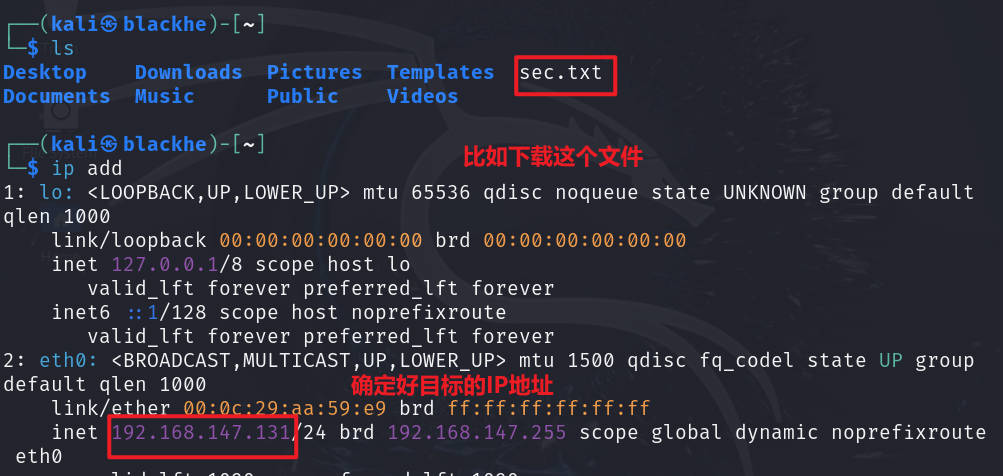 ┌──(kali㉿blackhe)-[~]
└─$ ls
Desktop Downloads Pictures Templates sec.txt
Documents Music Public Videos
┌──(kali㉿blackhe)-[~]
比如下载这个文件
└─$ ip add
1: lo: <LOOPBACK,UP,LOWER_UP> mtu 65536 qdisc noqueue state UNKNOWN group default
qlen 1000
link/loopback 00:00:00:00:00:00 brd 00:00:00:00:00:00
inet 127.0.0.1/8 scope host lo
valid_lft forever preferred_lft forever
inet6 ::1/128 scope host noprefixroute
valid_lft forever preferred_lft forever
2: eth0: <BROADCAST,MULTICAST,UP,LOWER_UP> mtu 1500 qdisc fq_codel state UP group
default qlen 1000
确定好目标的IP地址
link/ether 00:0c:29:aa:59:e9 brd ff:ff:ff:ff:ff:ff
inet 192.168.147.131/24 brd 192.168.147.255 scope global dynamic noprefixroute
eth0